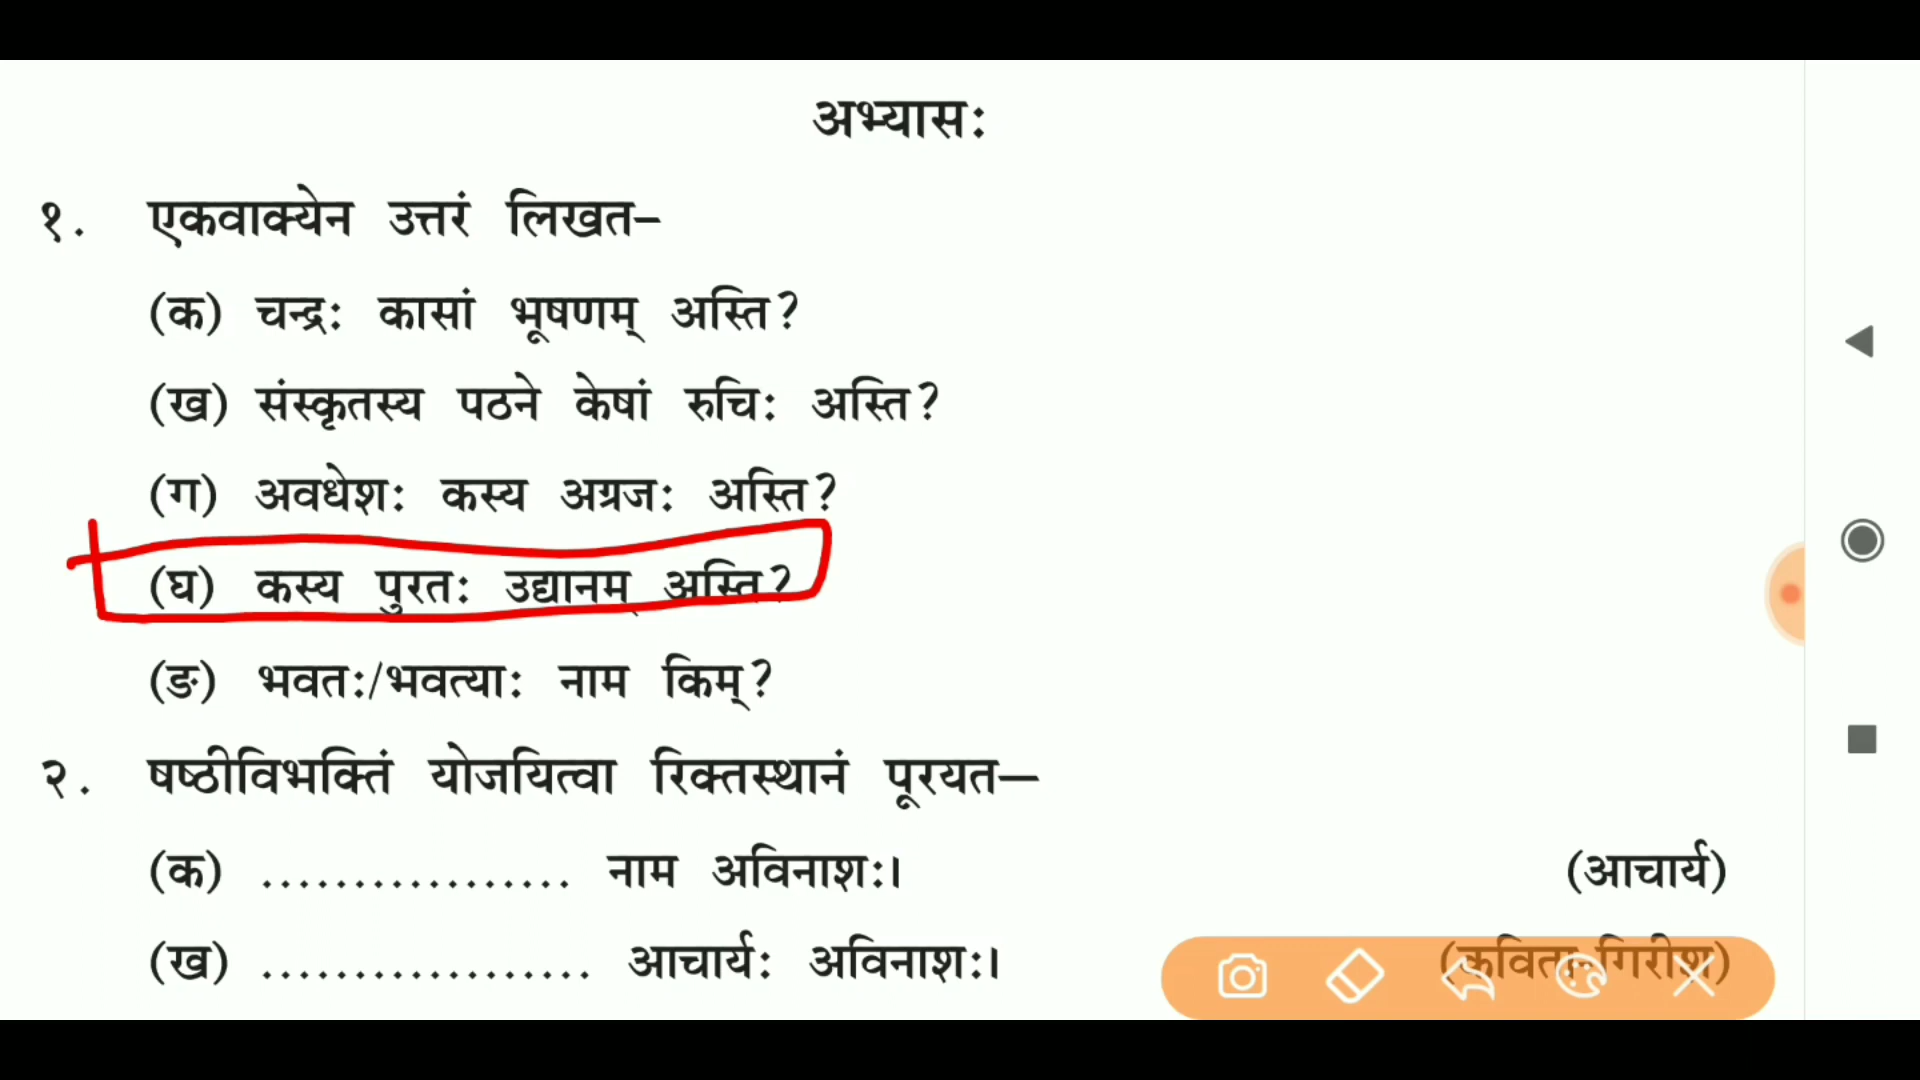 अभ्यासः
१. एकवाक्येन उत्तरं लिखत–
(क) चन्द्रः कासां भूषणम् अस्ति?
(ख) संस्कृतस्य पठने केषां रुचिः अस्ति?
(ग) अवधेशः कस्य अग्रजः अस्ति?
(घ) कस्य पुरतः उद्यानम् अस्ति?
(ङ) भवतः/भवत्याः नाम किम्?
२. षष्ठीविभक्तिं योजयित्वा रिक्तस्थानं पूरयत—
(क) ................. नाम अविनाशः। (आचार्य)
(ख) .................. आचार्यः अविनाशः। (कविता-गिरीश)